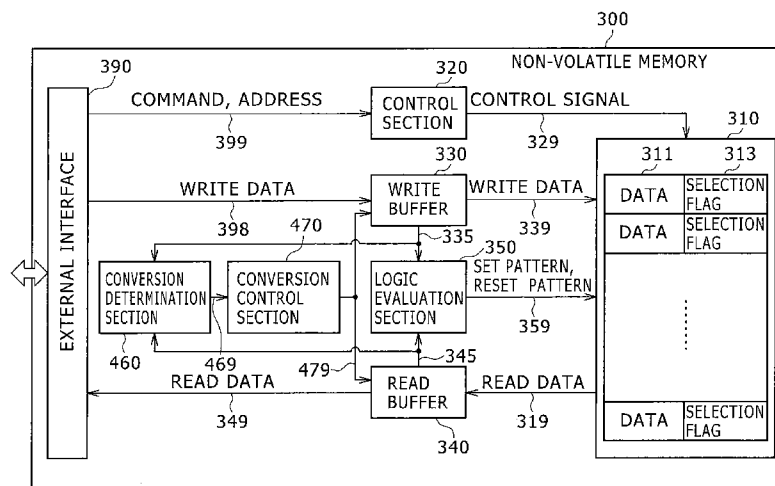 300
NON-VOLATILE MEMORY
390
EXTERNAL INTERFACE
COMMAND, ADDRESS
399
320
CONTROL
SECTION
CONTROL SIGNAL
329
310
311
313
WRITE DATA
398
330
WRITE
BUFFER
WRITE DATA
339
335
DATA
SELECTION
FLAG
DATA
SELECTION
FLAG
470
350
CONVERSION
DETERMINATION
SECTION
460
469
CONVERSION
CONTROL
SECTION
479
LOGIC
EVALUATION
SECTION
SET PATTERN,
RESET PATTERN
359
345
READ DATA
349
READ
BUFFER
340
READ DATA
319
DATA
SELECTION
FLAG